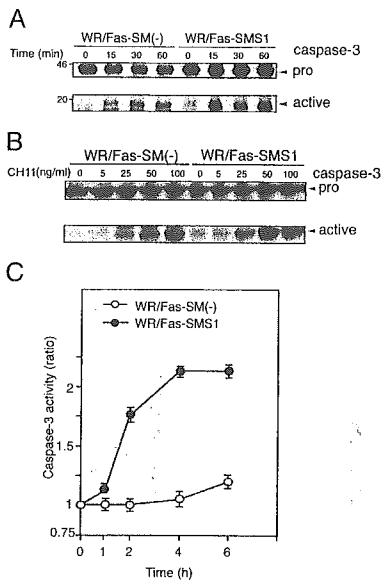 A
WR/Fas-SM(-) WR/Fas-SMS1
Time (min) 0 15 30 60 0 15 30 60 caspase-3
46 pro
20 active
B
WR/Fas-SM(-) WR/Fas-SMS1
CH11(ng/ml) 0 5 25 50 100 0 5 25 50 100 caspase-3
pro
active
C
WR/Fas-SM(-)
WR/Fas-SMS1
Caspase-3 activity (ratio)
2
1.5
1
0.75
0 1 2 4 6
Time (h)